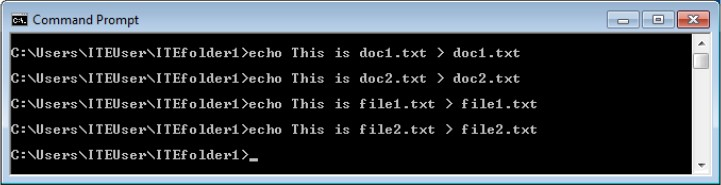 Command Prompt
C:\Users\ITEUser\ITEfolder1>echo This is doc1.txt > doc1.txt
C:\Users\ITEUser\ITEfolder1>echo This is doc2.txt > doc2.txt
C:\Users\ITEUser\ITEfolder1>echo This is file1.txt > file1.txt
C:\Users\ITEUser\ITEfolder1>echo This is file2.txt > file2.txt
C:\Users\ITEUser\ITEfolder1>_